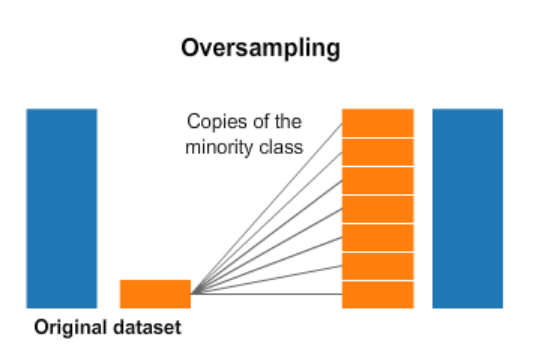 Oversampling
Copies of the
minority class
Original dataset